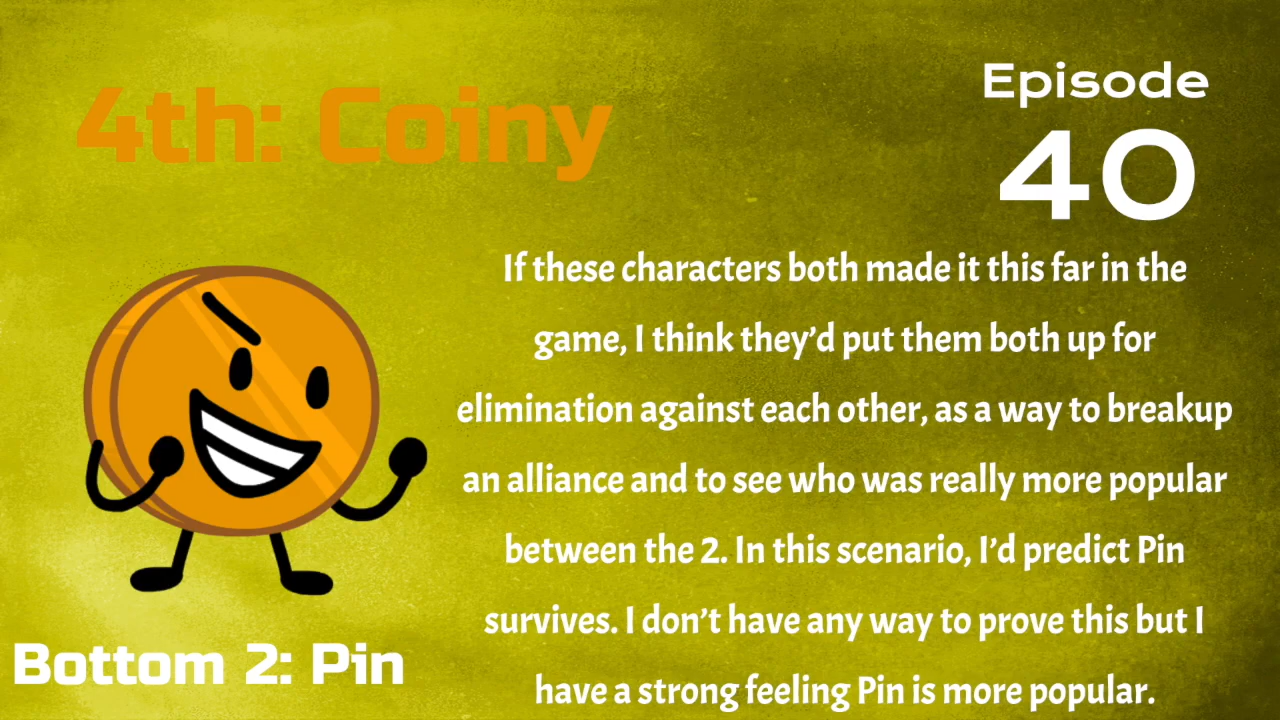 4th: Coiny
Episode
40
If these characters both made it this far in the
game, I think they’d put them both up for
elimination against each other, as a way to breakup
an alliance and to see who was really more popular
between the 2. In this scenario, I’d predict Pin
survives. I don’t have any way to prove this but I
have a strong feeling Pin is more popular.
Bottom 2: Pin